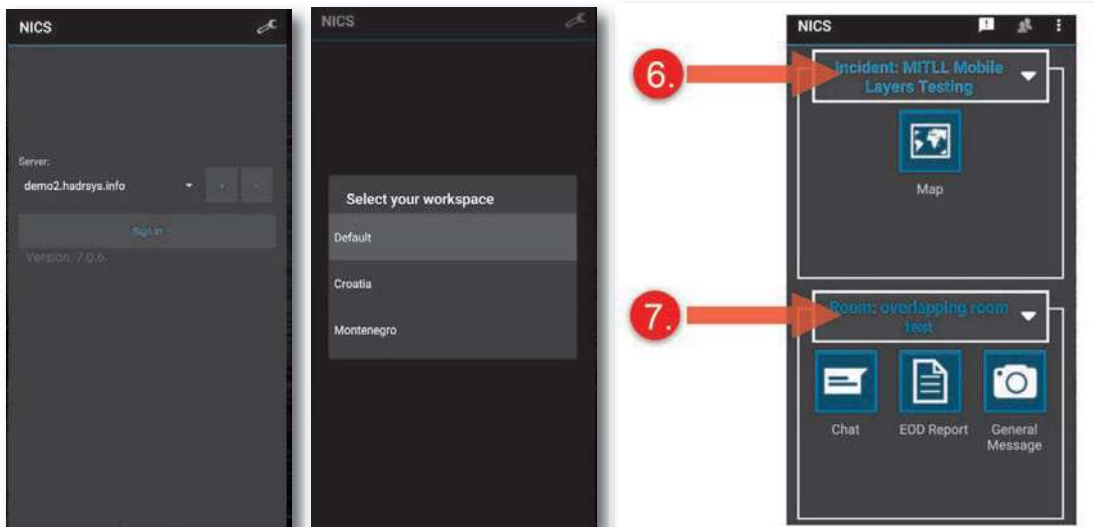 NICS
Server:
demo2.hadrsys.info
Sign in
Version: 7.0.6
NICS
Select your workspace
Default
Croatia
Montenegro
6.
7.
NICS
Incident: MITLL Mobile
Layers Testing
Map
Room: overlapping room
test
Chat
EOD Report
General
Message